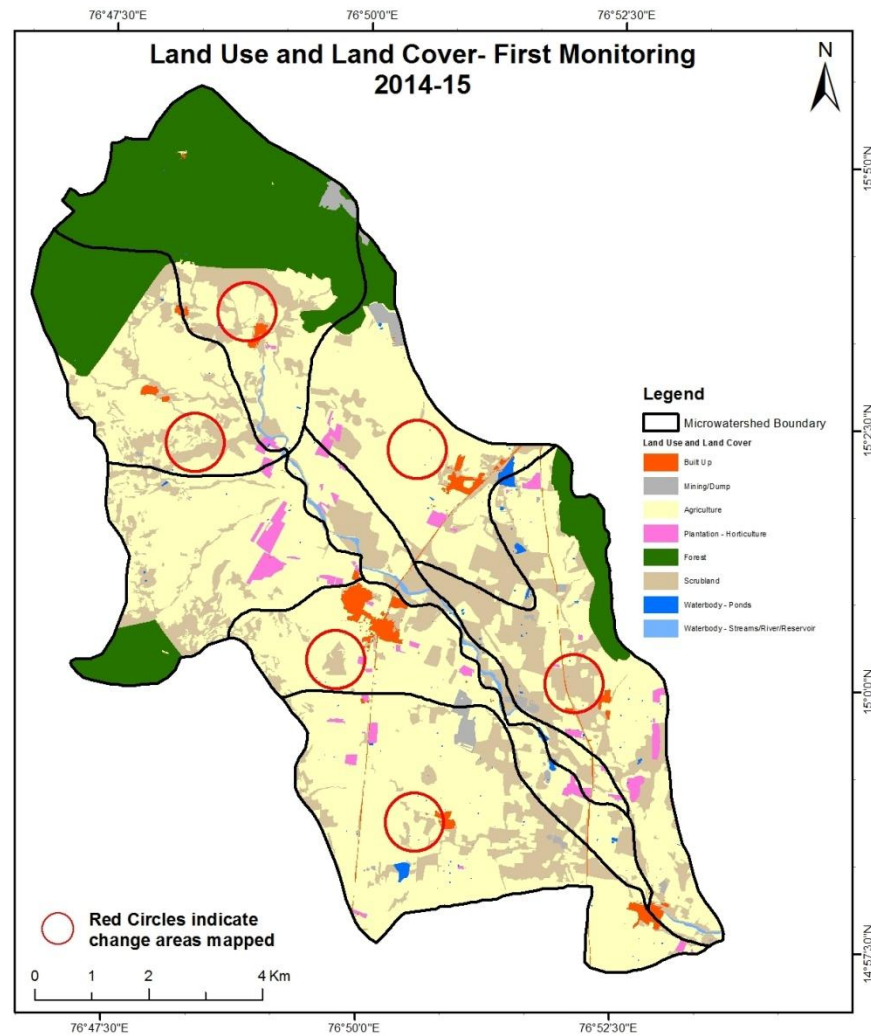 76°47'30"E 76°50'0"E 76°52'30"E
Land Use and Land Cover- First Monitoring
2014-15
N
15°5'0"N
15°2'30"N
15°0'0"N
14°57'30"N
Legend
Microwatershed Boundary
Land Use and Land Cover
Built Up
Mining/Dump
Agriculture
Plantation - Horticulture
Forest
Scrubland
Waterbody - Ponds
Waterbody - Streams/River/Reservoir
Red Circles indicate
change areas mapped
0 1 2 4 Km
76°47'30"E 76°50'0"E 76°52'30"E